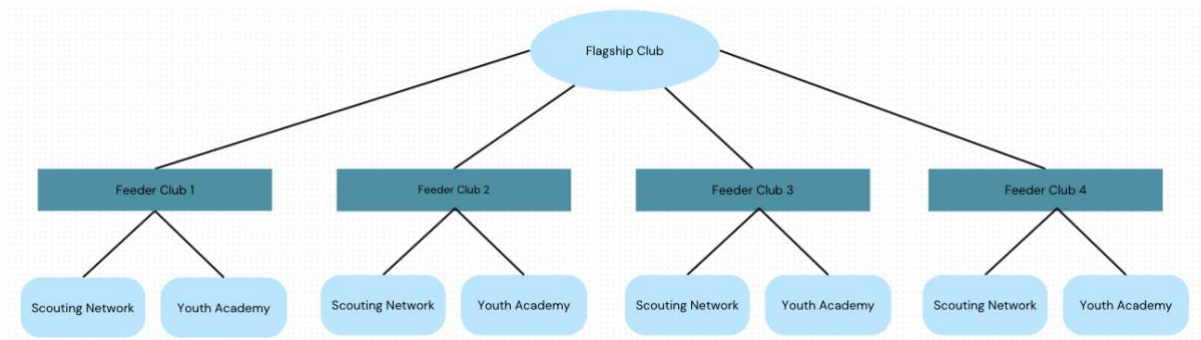 Flagship Club
Feeder Club 1
Feeder Club 2
Feeder Club 3
Feeder Club 4
Scouting Network
Youth Academy
Scouting Network
Youth Academy
Scouting Network
Youth Academy
Scouting Network
Youth Academy